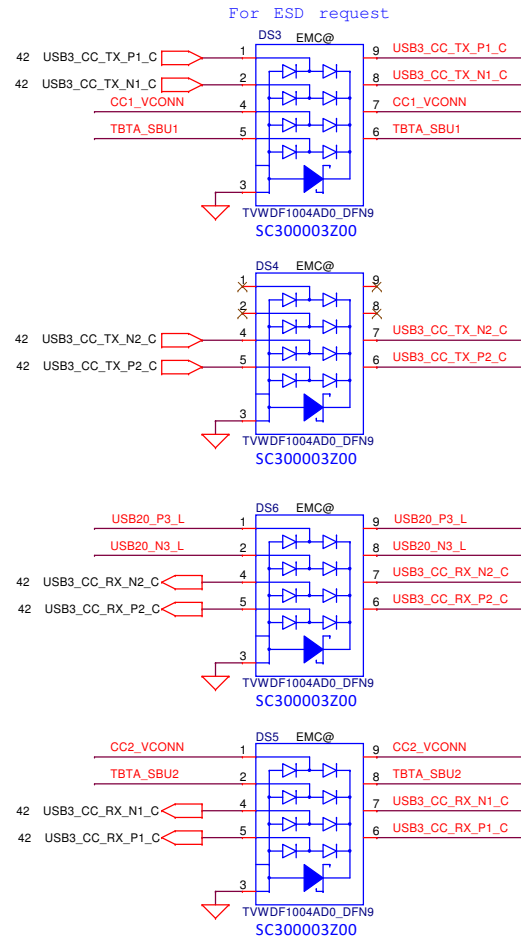 For ESD request
DS3 EMC@
42 USB3_CC_TX_P1_C 1 9 USB3_CC_TX_P1_C
42 USB3_CC_TX_N1_C 2 8 USB3_CC_TX_N1_C
CC1_VCONN 4 7 CC1_VCONN
TBTA_SBU1 5 6 TBTA_SBU1
3
TVWDF1004AD0_DFN9
SC300003Z00
DS4 EMC@
1 9
2 8
42 USB3_CC_TX_N2_C 4 7 USB3_CC_TX_N2_C
42 USB3_CC_TX_P2_C 5 6 USB3_CC_TX_P2_C
3
TVWDF1004AD0_DFN9
SC300003Z00
DS6 EMC@
USB20_P3_L 1 9 USB20_P3_L
USB20_N3_L 2 8 USB20_N3_L
42 USB3_CC_RX_N2_C 4 7 USB3_CC_RX_N2_C
42 USB3_CC_RX_P2_C 5 6 USB3_CC_RX_P2_C
3
TVWDF1004AD0_DFN9
SC300003Z00
DS5 EMC@
CC2_VCONN 1 9 CC2_VCONN
TBTA_SBU2 2 8 TBTA_SBU2
42 USB3_CC_RX_N1_C 4 7 USB3_CC_RX_N1_C
42 USB3_CC_RX_P1_C 5 6 USB3_CC_RX_P1_C
3
TVWDF1004AD0_DFN9
SC300003Z00